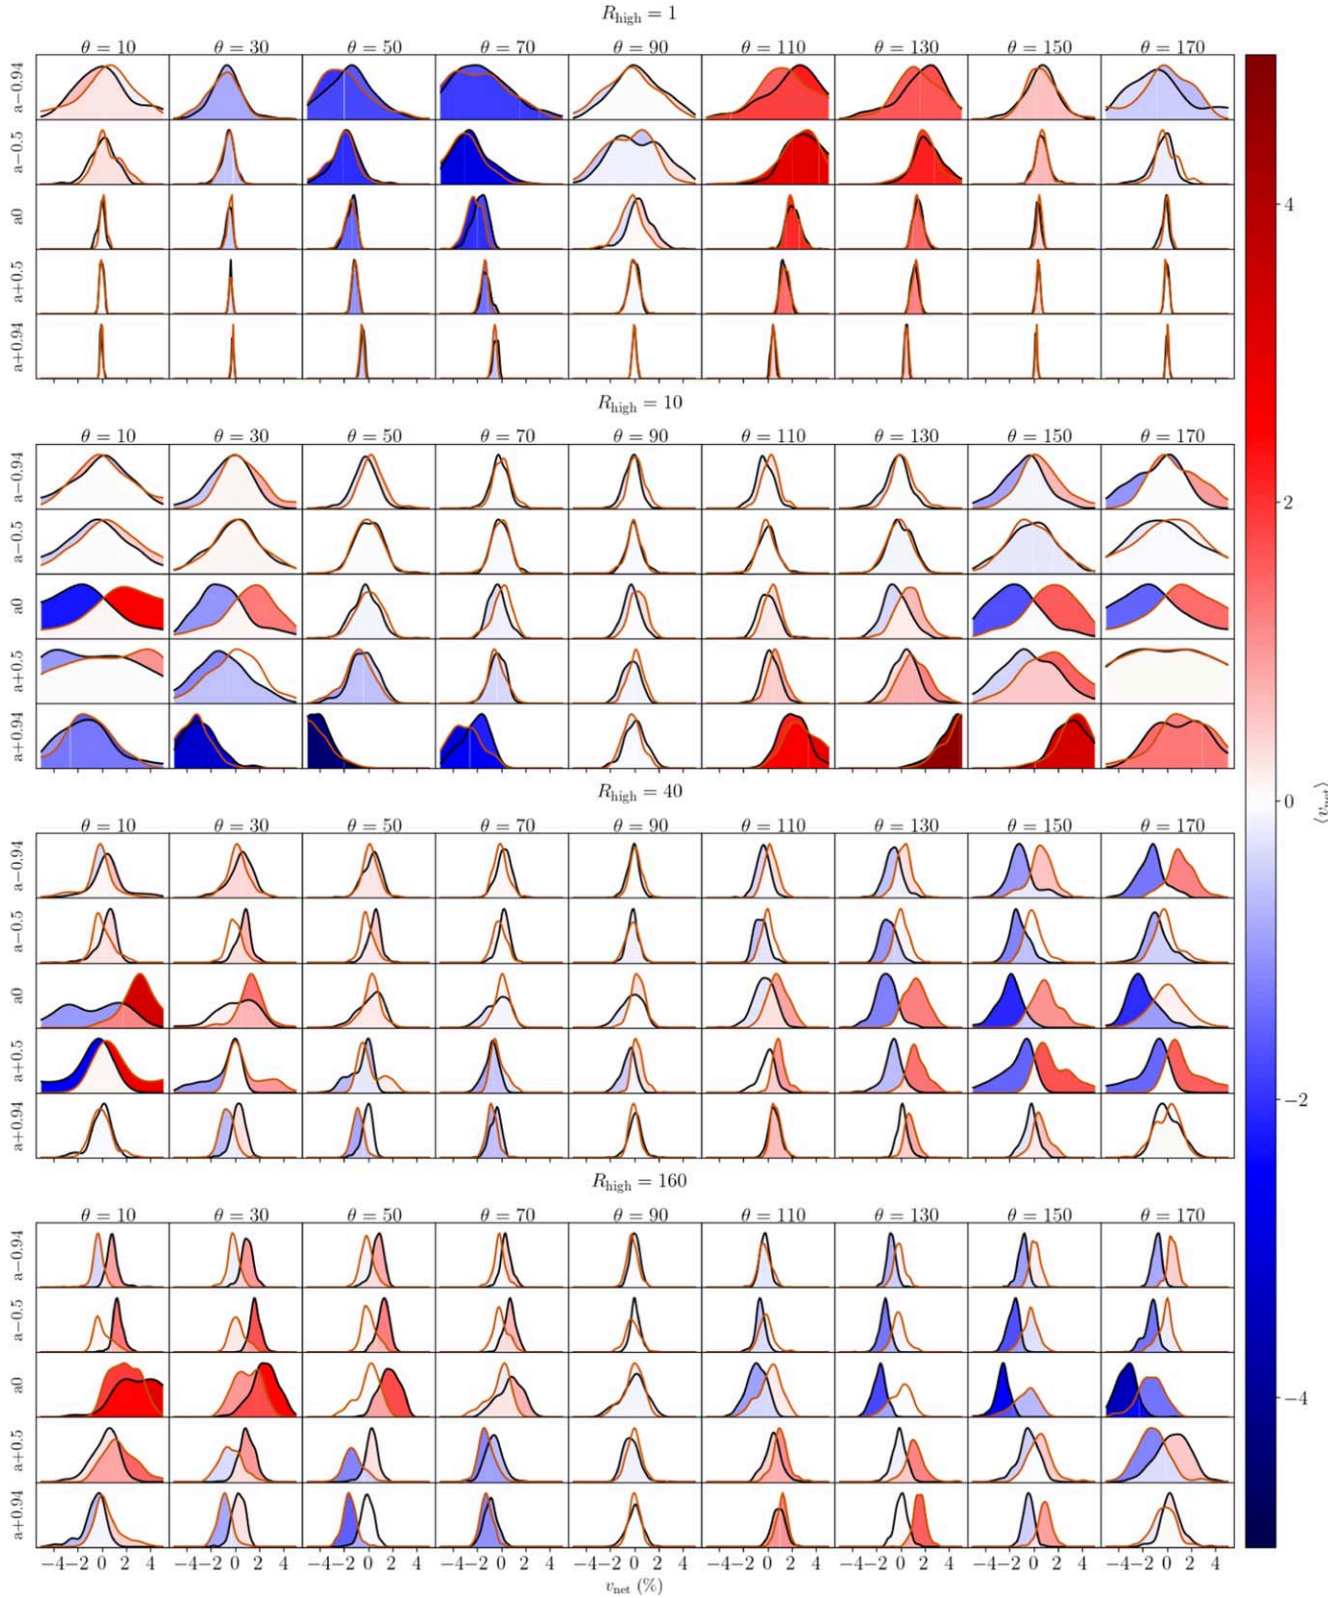 R_high = 1
θ = 10 θ = 30 θ = 50 θ = 70 θ = 90 θ = 110 θ = 130 θ = 150 θ = 170
a−0.94
a−0.5
a0
a+0.5
a+0.94
R_high = 10
θ = 10 θ = 30 θ = 50 θ = 70 θ = 90 θ = 110 θ = 130 θ = 150 θ = 170
a−0.94
a−0.5
a0
a+0.5
a+0.94
R_high = 40
θ = 10 θ = 30 θ = 50 θ = 70 θ = 90 θ = 110 θ = 130 θ = 150 θ = 170
a−0.94
a−0.5
a0
a+0.5
a+0.94
R_high = 160
θ = 10 θ = 30 θ = 50 θ = 70 θ = 90 θ = 110 θ = 130 θ = 150 θ = 170
a−0.94
a−0.5
a0
a+0.5
a+0.94
−4 −2 0 2 4 −4 −2 0 2 4 −4 −2 0 2 4 −4 −2 0 2 4 −4 −2 0 2 4 −4 −2 0 2 4 −4 −2 0 2 4 −4 −2 0 2 4 −4 −2 0 2 4
v_net (%)
4
2
0
−2
−4
⟨v_net⟩